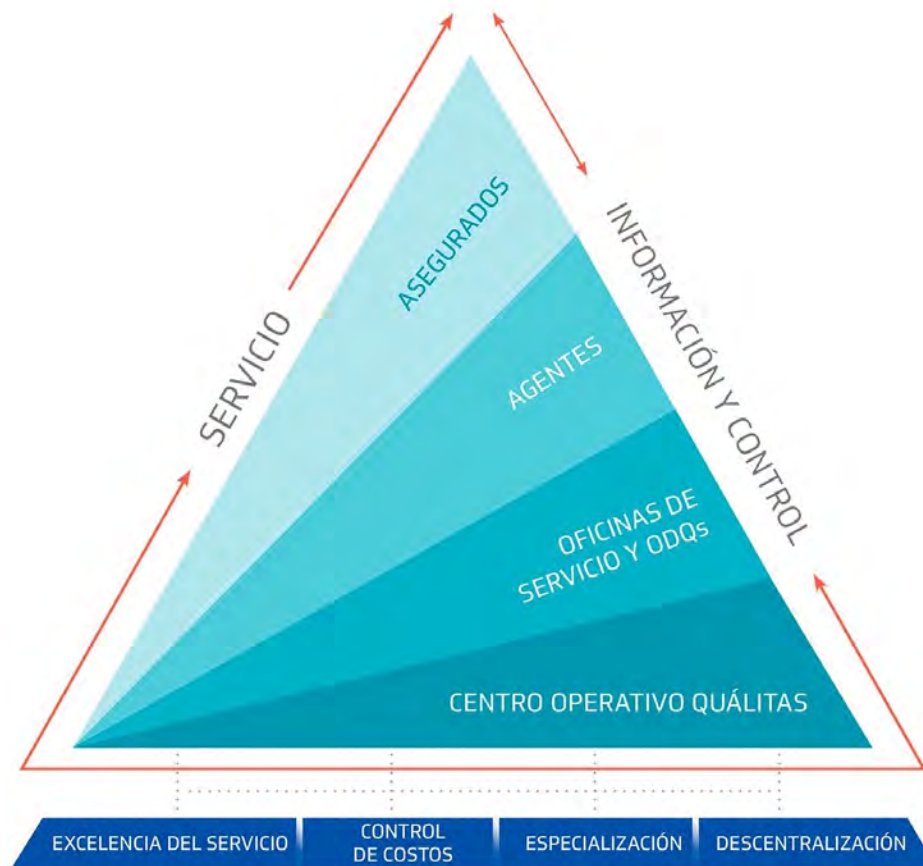 ASEGURADOS
SERVICIO
INFORMACIÓN Y CONTROL
AGENTES
OFICINAS DE
SERVICIO Y ODQs
CENTRO OPERATIVO QUÁLITAS
EXCELENCIA DEL SERVICIO
CONTROL
DE COSTOS
ESPECIALIZACIÓN
DESCENTRALIZACIÓN